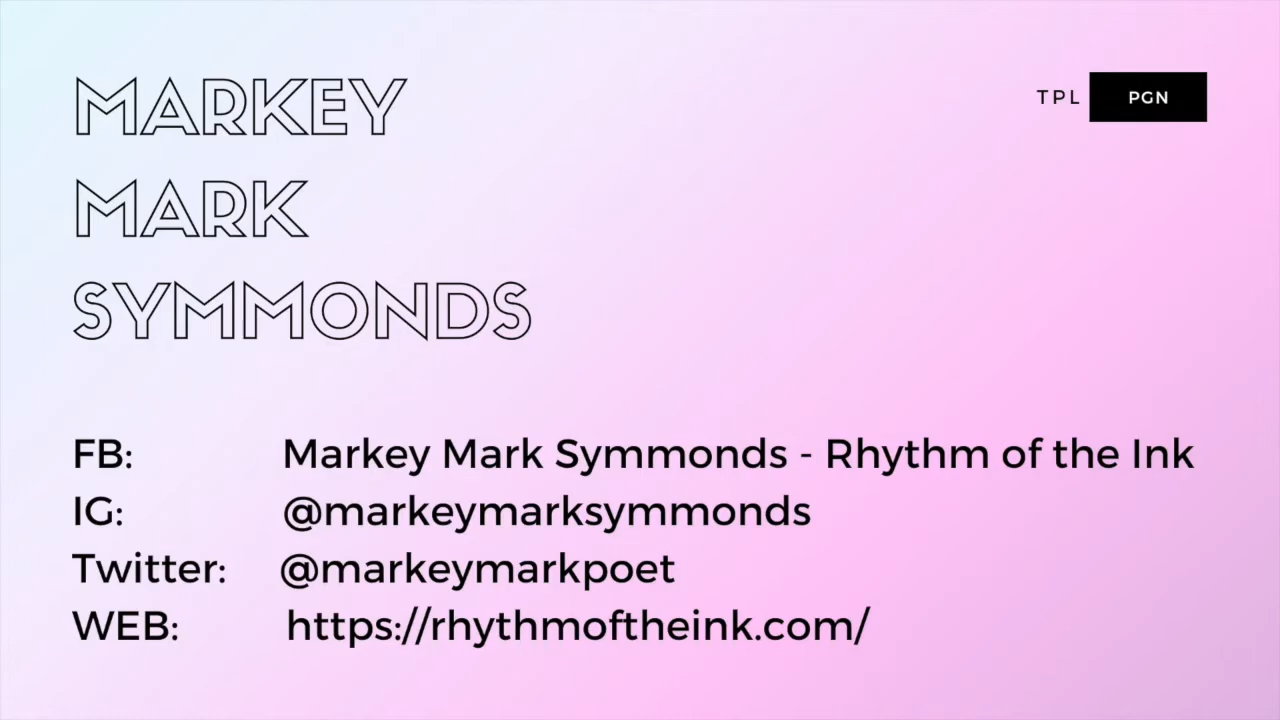 MARKEY
MARK
SYMMONDS
TPL PGN
FB: Markey Mark Symmonds - Rhythm of the Ink
IG: @markeymarksymmonds
Twitter: @markeymarkpoet
WEB: https://rhythmoftheink.com/